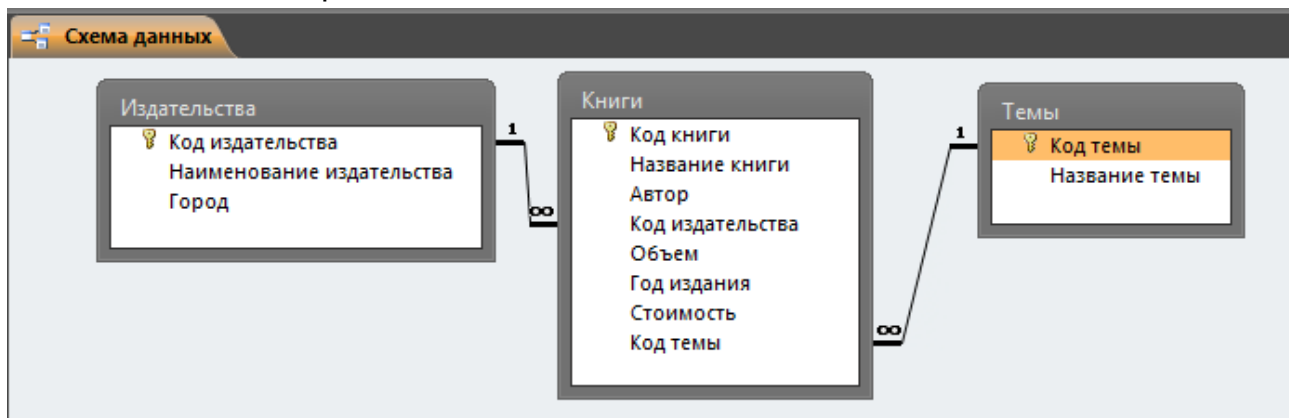 Схема данных
Издательства
Код издательства
Наименование издательства
Город
1
∞
Книги
Код книги
Название книги
Автор
Код издательства
Объем
Год издания
Стоимость
Код темы
∞
1
Темы
Код темы
Название темы